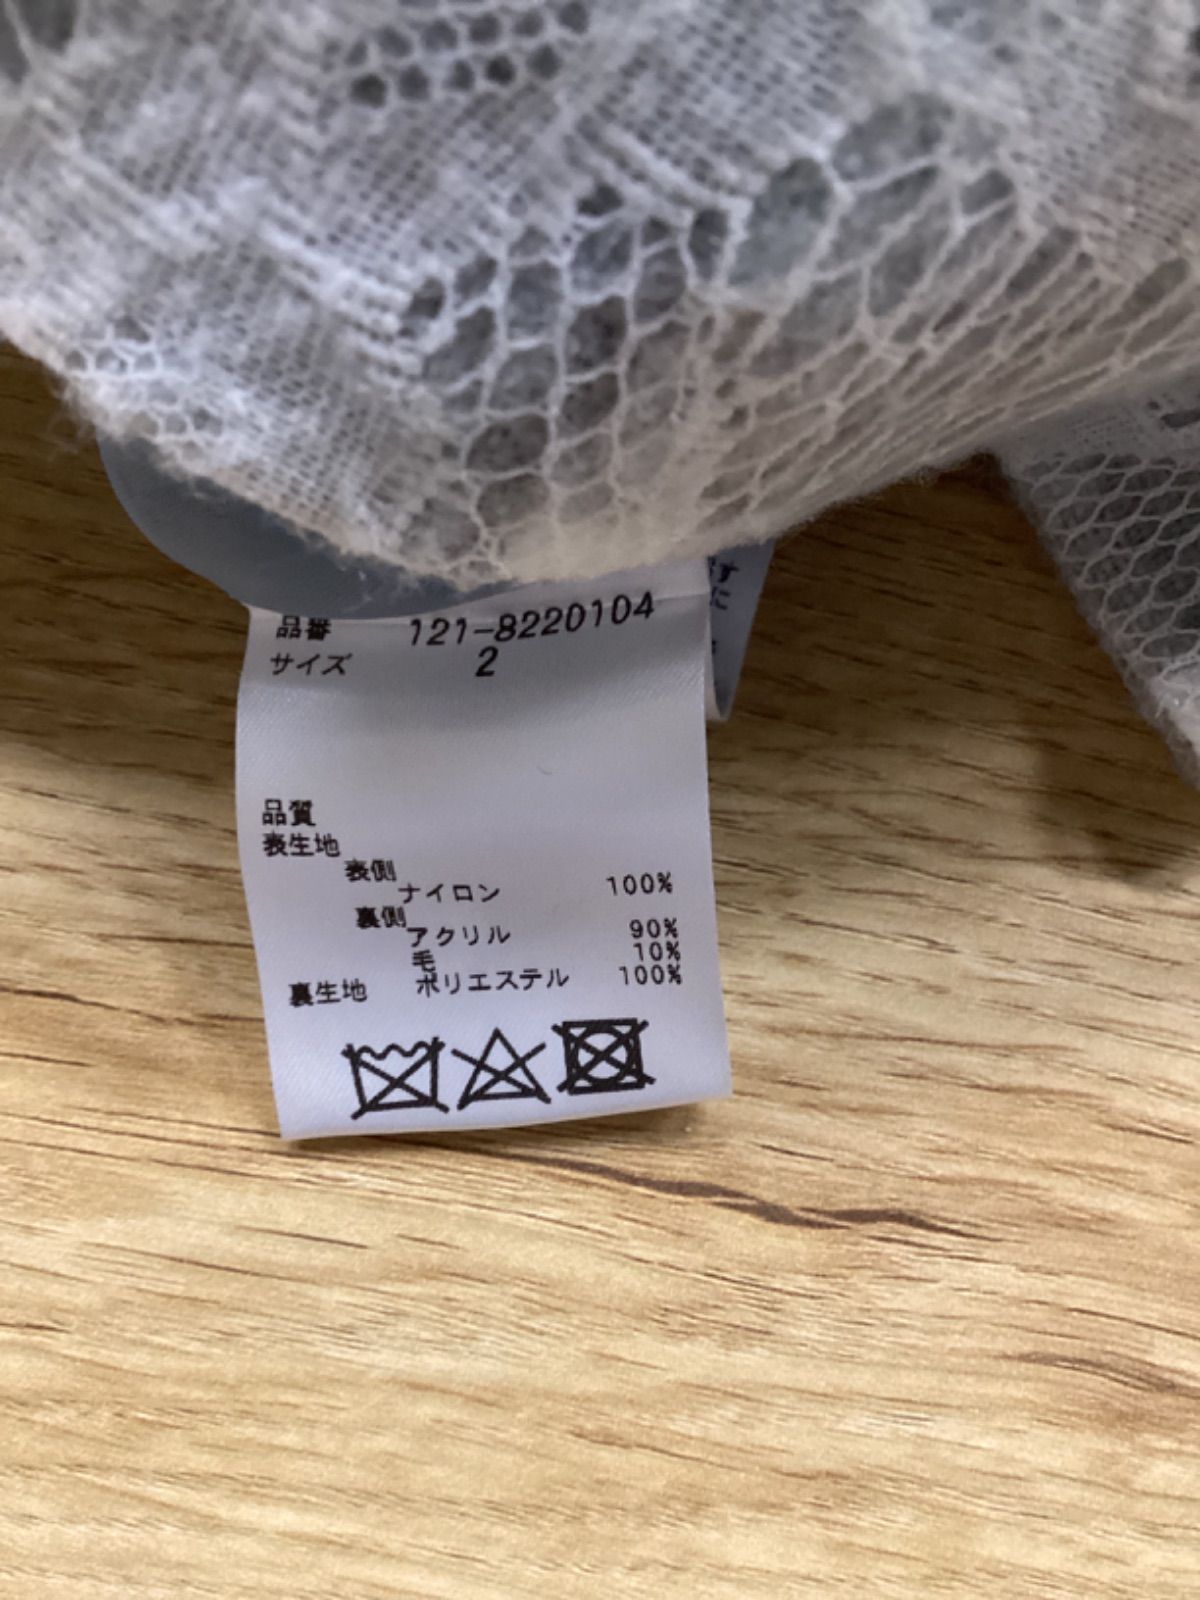 品番 121-8220104
サイズ 2
品質
表生地
表側
ナイロン 100%
裏側
アクリル 90%
毛 10%
裏生地 ポリエステル 100%
す
に